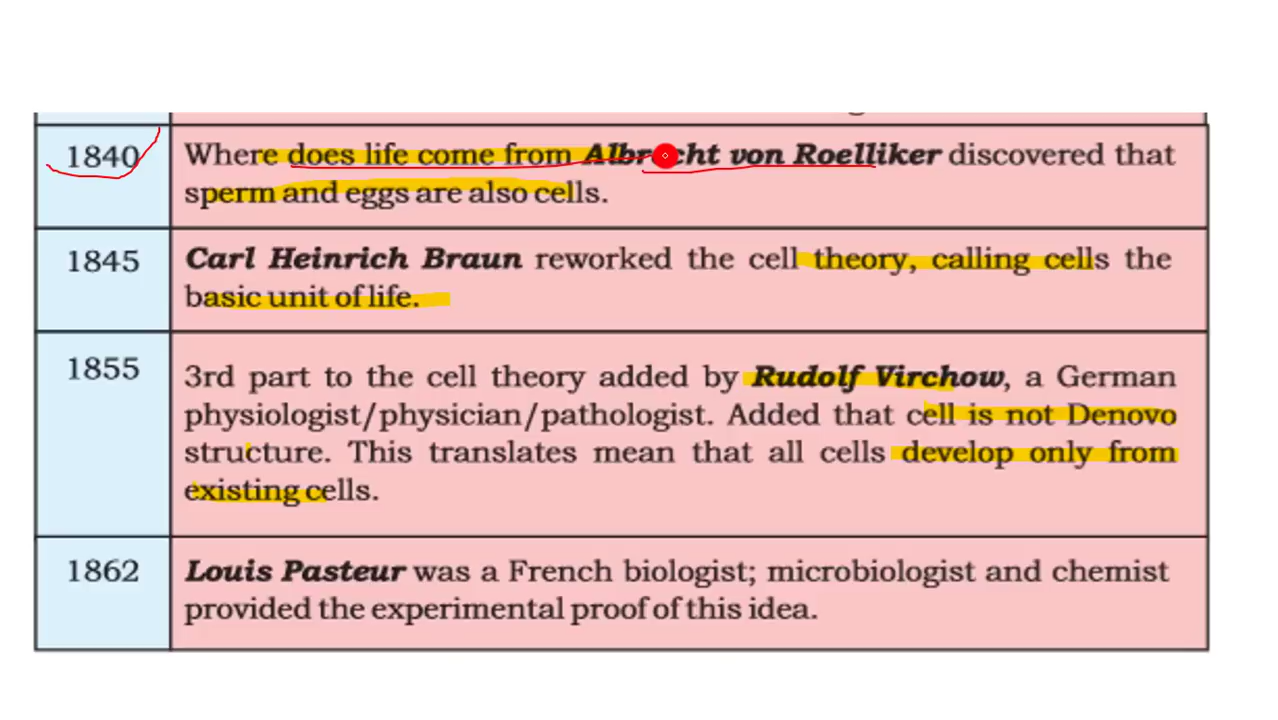 1840
Where does life come from Albrecht von Roelliker discovered that
sperm and eggs are also cells.
1845
Carl Heinrich Braun reworked the cell theory, calling cells the
basic unit of life.
1855
3rd part to the cell theory added by Rudolf Virchow, a German
physiologist/physician/pathologist. Added that cell is not Denovo
structure. This translates mean that all cells develop only from
existing cells.
1862
Louis Pasteur was a French biologist; microbiologist and chemist
provided the experimental proof of this idea.